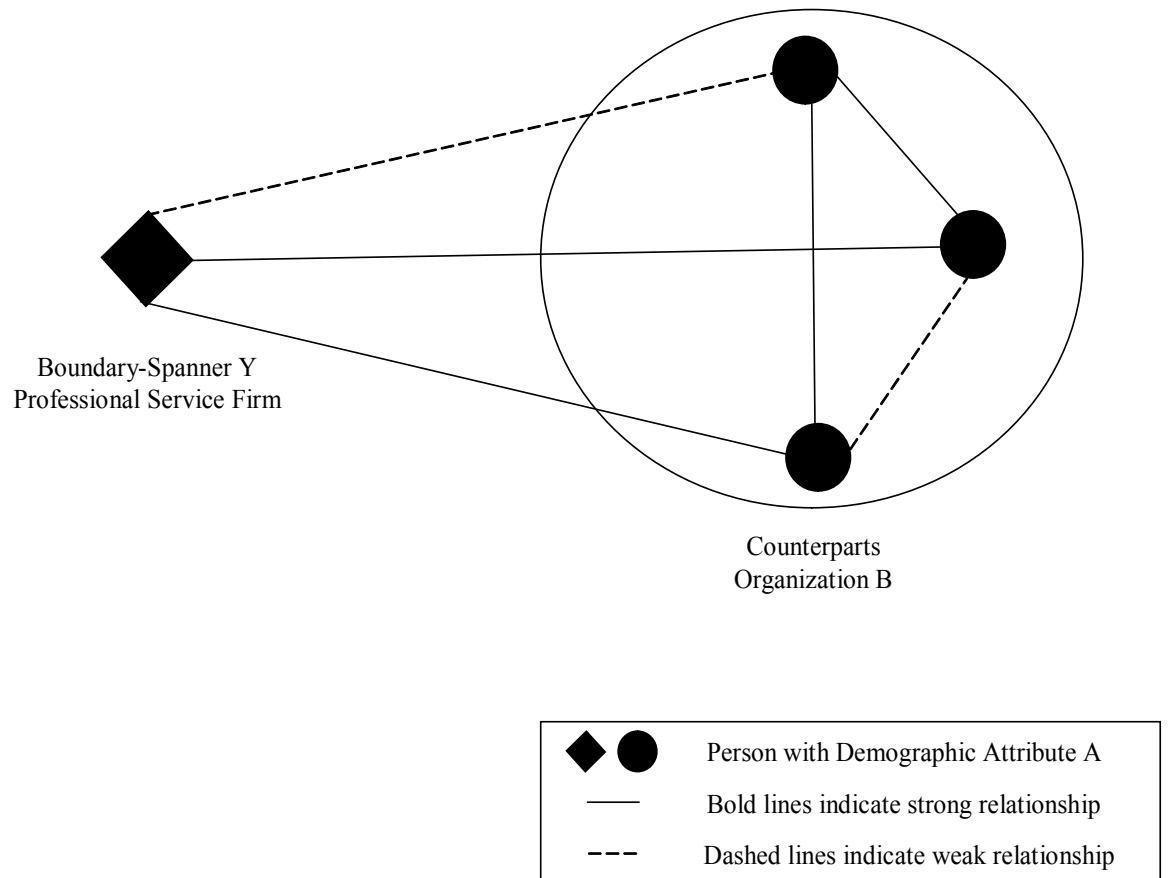 Boundary-Spanner Y
Professional Service Firm
Counterparts
Organization B
Person with Demographic Attribute A
Bold lines indicate strong relationship
Dashed lines indicate weak relationship